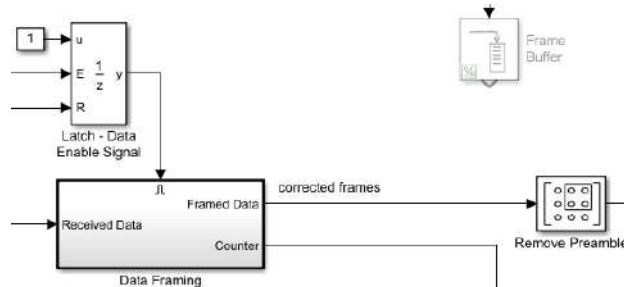 1
u
E
R
1
z
y
Latch - Data
Enable Signal
Frame
Buffer
%
corrected frames
Framed Data
Received Data
Counter
Data Framing
Remove Preamble